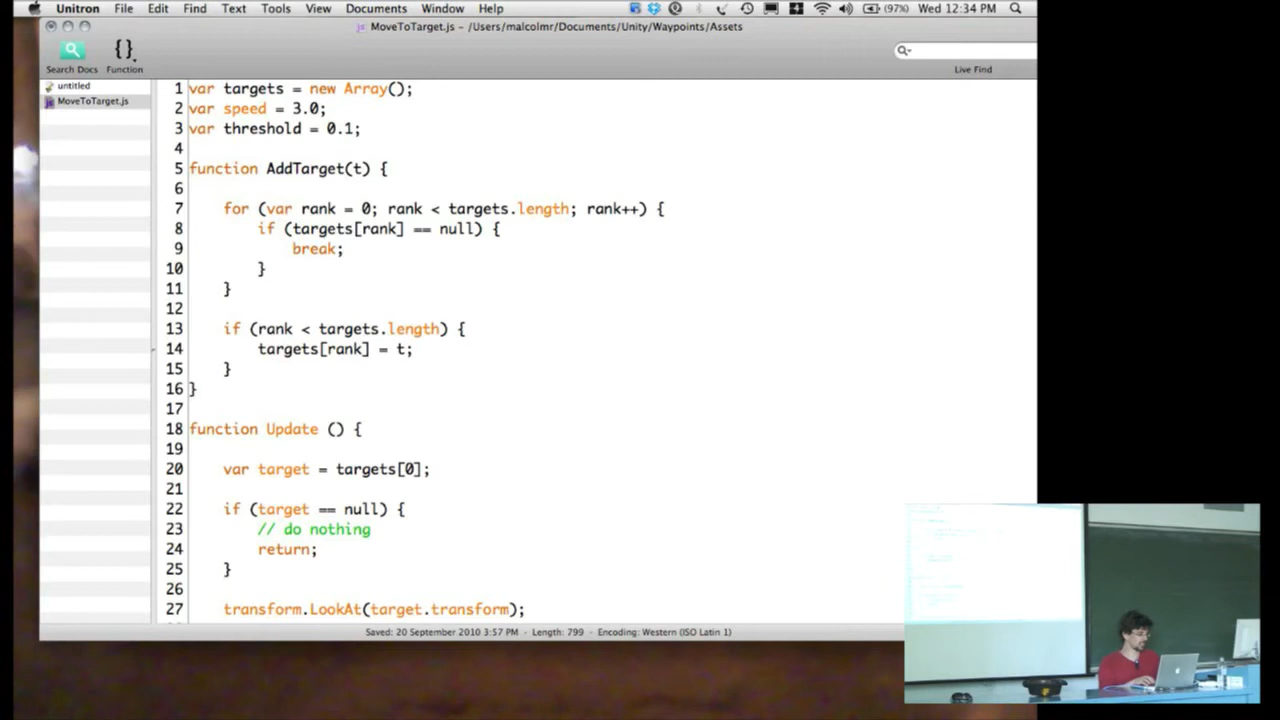 Unitron File Edit Find Text Tools View Documents Window Help (97%) Wed 12:34 PM
MoveToTarget.js – /Users/malcolmr/Documents/Unity/Waypoints/Assets
{}
Search Docs Function Live Find
untitled
MoveToTarget.js
1 var targets = new Array();
2 var speed = 3.0;
3 var threshold = 0.1;
4
5 function AddTarget(t) {
6
7 for (var rank = 0; rank < targets.length; rank++) {
8 if (targets[rank] == null) {
9 break;
10 }
11 }
12
13 if (rank < targets.length) {
14 targets[rank] = t;
15 }
16 }
17
18 function Update () {
19
20 var target = targets[0];
21
22 if (target == null) {
23 // do nothing
24 return;
25 }
26
27 transform.LookAt(target.transform);
Saved: 20 September 2010 3:57 PM - Length: 799 - Encoding: Western (ISO Latin 1)